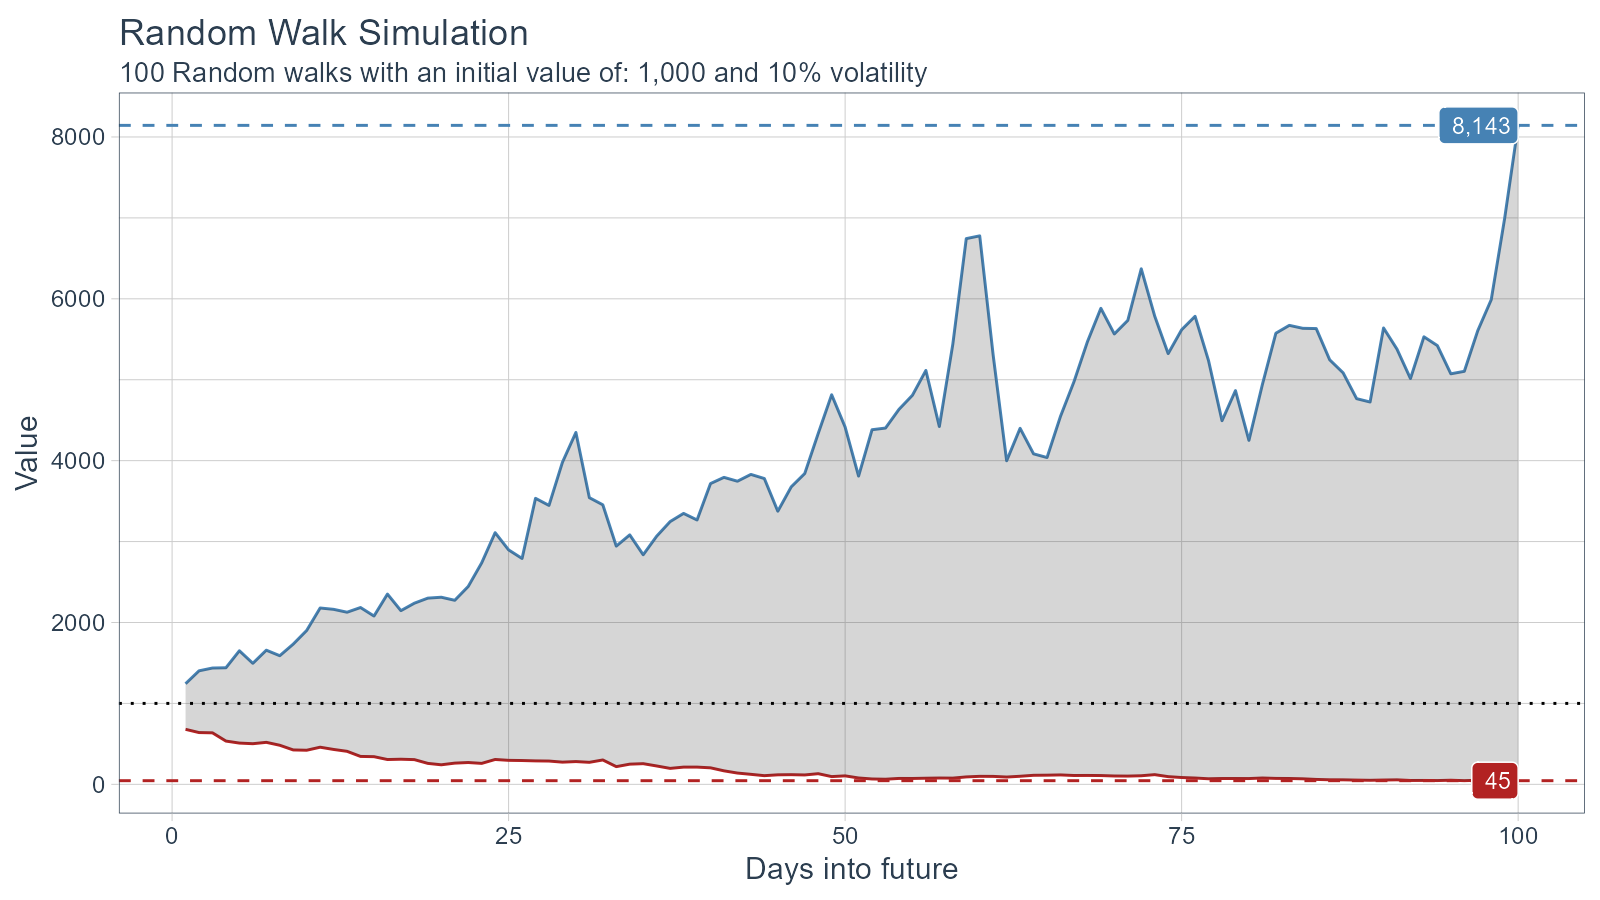 Random Walk Simulation
100 Random walks with an initial value of: 1,000 and 10% volatility
8,143
8000
6000
4000
2000
0
45
Value
0 25 50 75 100
Days into future